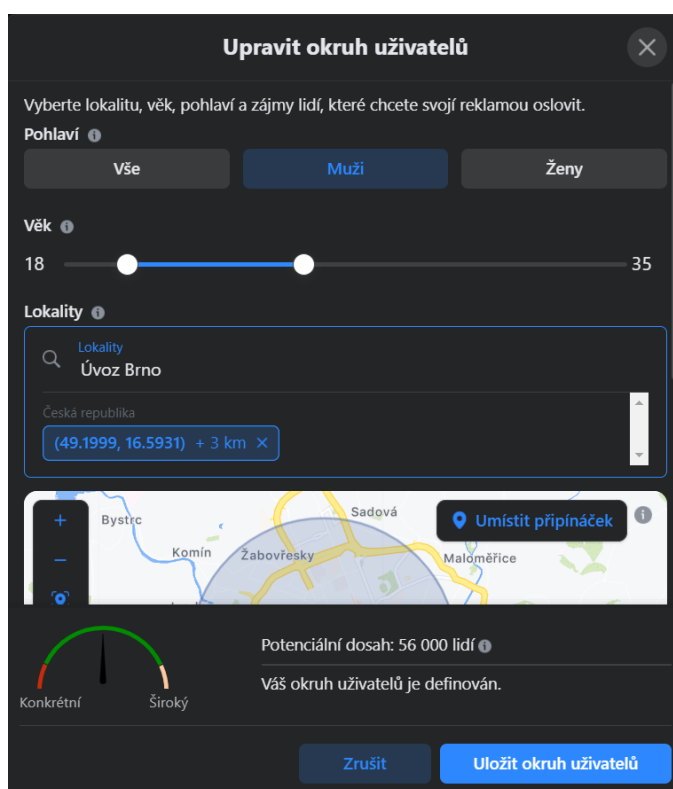 Upravit okruh uživatelů
Vyberte lokalitu, věk, pohlaví a zájmy lidí, které chcete svojí reklamou oslovit.
Pohlaví
Vše Muži Ženy
Věk
18 35
Lokality
Lokality
Úvoz Brno
Česká republika
(49.1999, 16.5931) + 3 km ×
+
Bystrc
Sadová
Umístit připínáček
−
Komín
Žabovřesky
Maloměřice
Potenciální dosah: 56 000 lidí
Váš okruh uživatelů je definován.
Konkrétní Široký
Zrušit Uložit okruh uživatelů